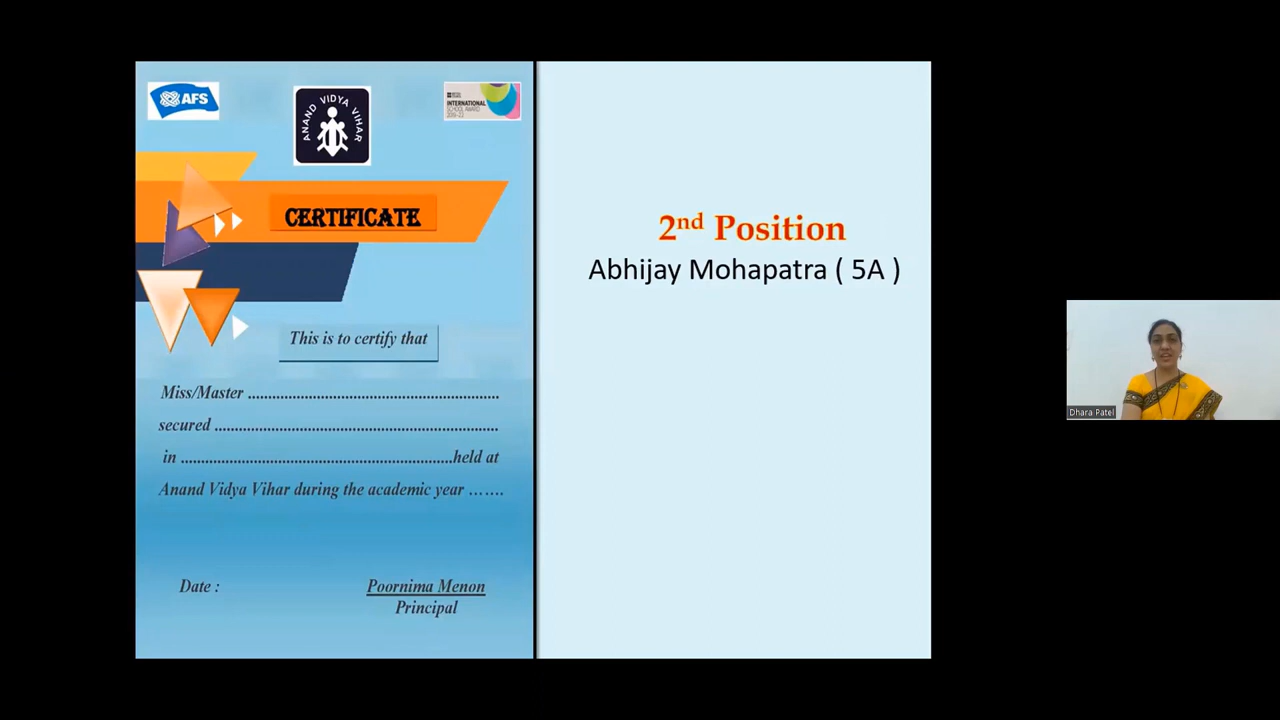 AFS
ANAND VIDYA VIHAR
INTERNATIONAL
SCHOOL AWARD
CERTIFICATE
This is to certify that
Miss/Master ................................................................
secured ................................................................
in ................................................................held at
Anand Vidya Vihar during the academic year …….
Date :
Poornima Menon
Principal
2nd Position
Abhijay Mohapatra ( 5A )
Dhara Patel